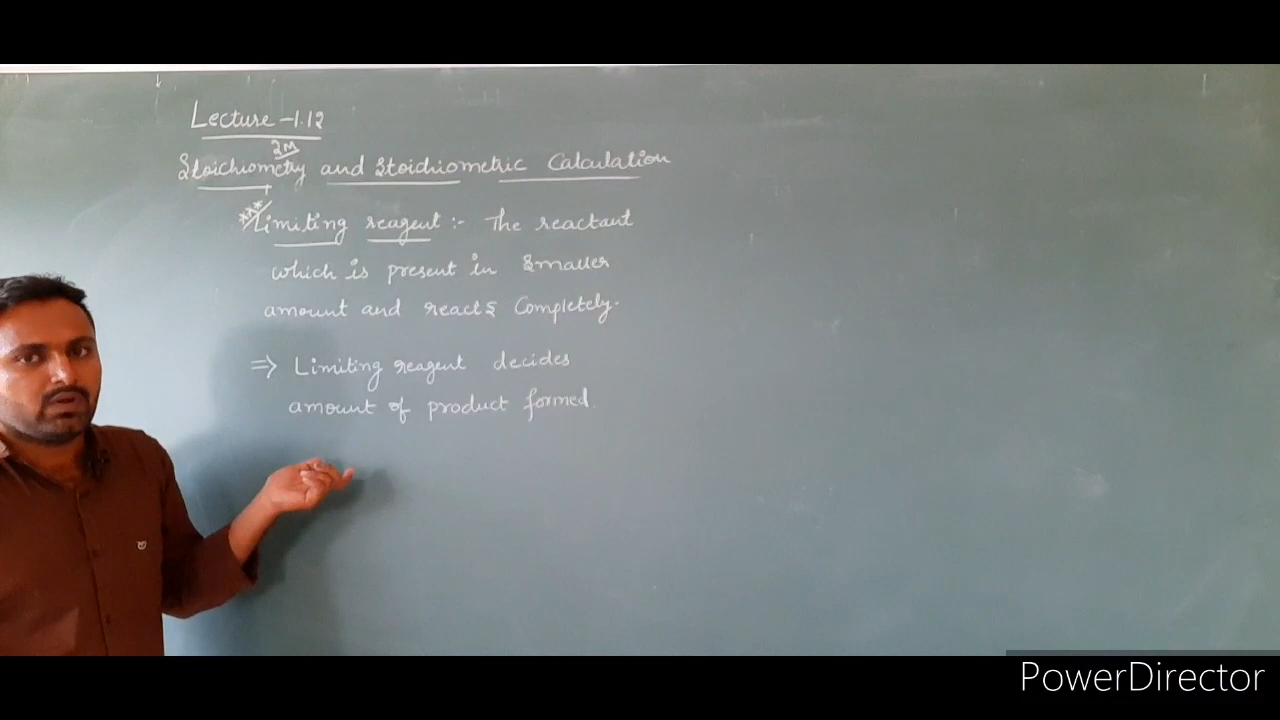 Lecture - 1.12
2M
Stoichiometry and Stoichiometric Calculation
*** Limiting reagent :- The reactant
which is present in Smaller
amount and reacts Completely.
⇒ Limiting reagent decides
amount of product formed.
PowerDirector